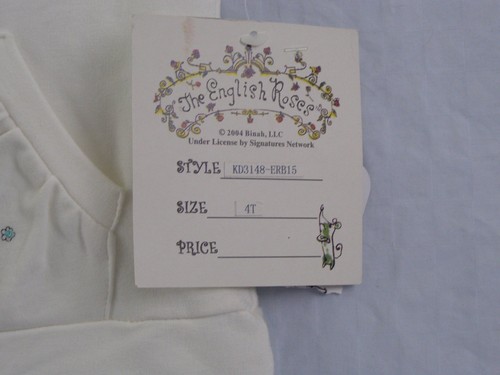 The English Roses
© 2004 Binah, LLC
Under License by Signatures Network
STYLE KD3148-ERB15
SIZE 4T
PRICE